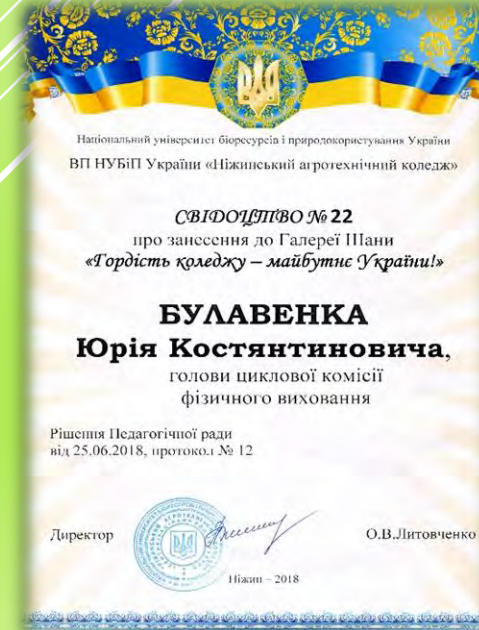 Національний університет біоресурсів і природокористування України
ВП НУБіП України «Ніжинський агротехнічний коледж»
СВІДОЦТВО № 22
про занесення до Галереї Шани
«Гордість коледжу – майбутнє України!»
БУЛАВЕНКА
Юрія Костянтиновича,
голови циклової комісії
фізичного виховання
Рішення Педагогічної ради
від 25.06.2018, протокол № 12
Директор
О.В.Литовченко
Ніжин – 2018